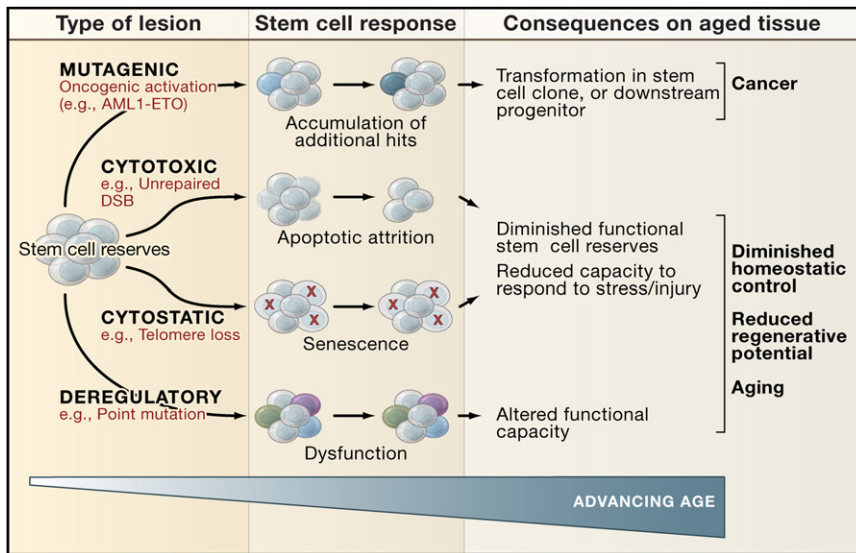 Type of lesion
Stem cell response
Consequences on aged tissue
MUTAGENIC
Oncogenic activation
(e.g., AML1-ETO)
Accumulation of
additional hits
Transformation in stem
cell clone, or downstream
progenitor
Cancer
CYTOTOXIC
e.g., Unrepaired
DSB
Apoptotic attrition
Stem cell reserves
Diminished functional
stem cell reserves
Reduced capacity to
respond to stress/injury
CYTOSTATIC
e.g., Telomere loss
X
X
X
X
X
X
Senescence
Diminished
homeostatic
control
Reduced
regenerative
potential
Aging
DEREGULATORY
e.g., Point mutation
Dysfunction
Altered functional
capacity
ADVANCING AGE